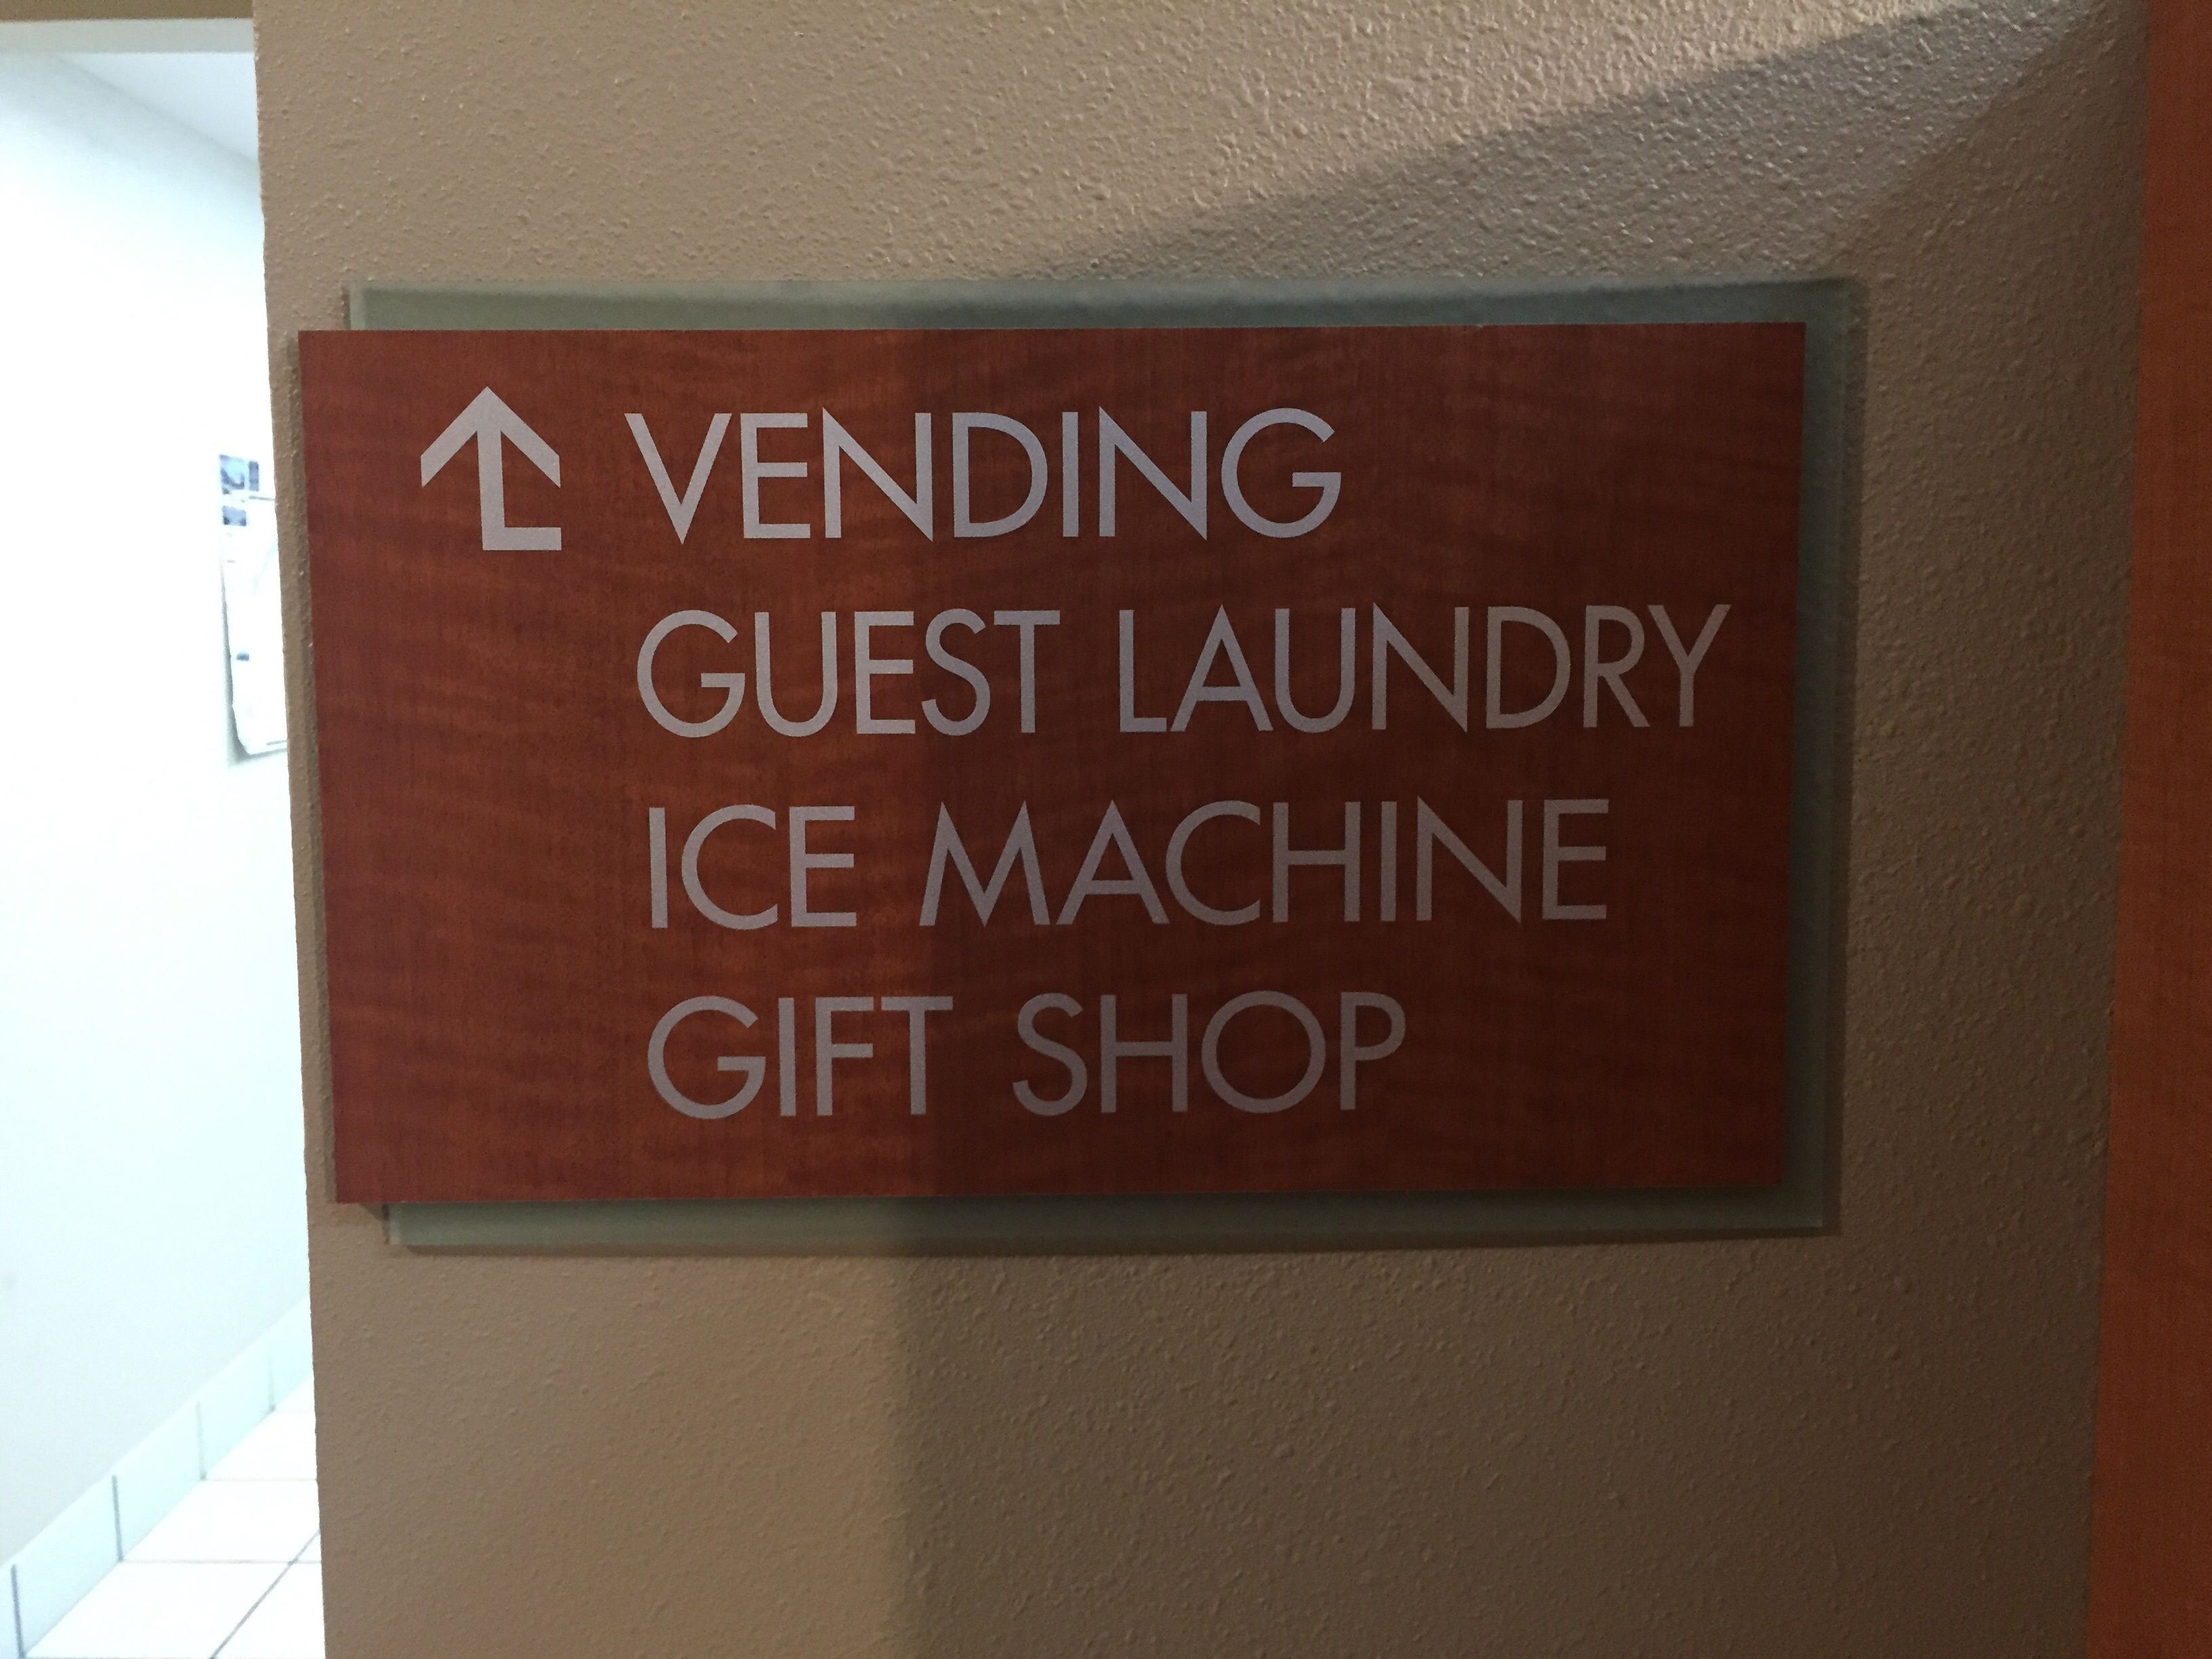 VENDING
GUEST LAUNDRY
ICE MACHINE
GIFT SHOP